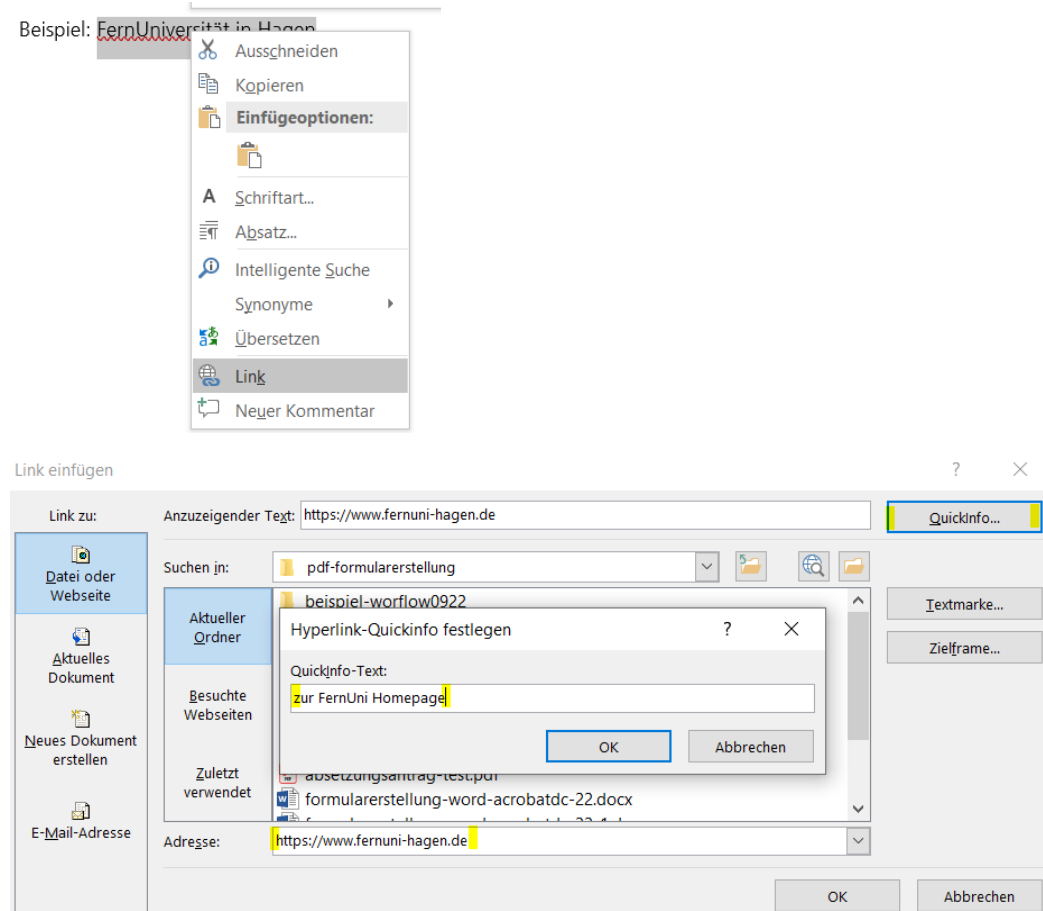 Beispiel: FernUniversität in Hagen
Ausschneiden
Kopieren
Einfügeoptionen:
A Schriftart...
Absatz...
Intelligente Suche
Synonyme
Übersetzen
Link
Neuer Kommentar
Link einfügen
Link zu:
Anzuzeigender Text: https://www.fernuni-hagen.de
QuickInfo...
Datei oder
Webseite
Suchen in: pdf-formularerstellung
Aktueller
Ordner
beispiel-worflow0922
Textmarke...
Hyperlink-Quickinfo festlegen
Zielframe...
Aktuelles
Dokument
QuickInfo-Text:
zur FernUni Homepage
Besuchte
Webseiten
Neues Dokument
erstellen
OK Abbrechen
Zuletzt
verwendet
absetzungsantrag-test.pdf
formularerstellung-word-acrobatdc-22.docx
E-Mail-Adresse
Adresse: https://www.fernuni-hagen.de
OK Abbrechen